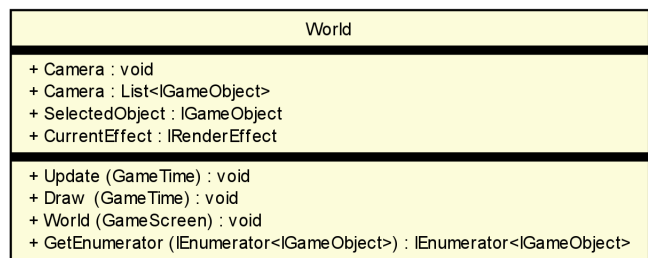 World
+ Camera : void
+ Camera : List<IGameObject>
+ SelectedObject : IGameObject
+ CurrentEffect : IRenderEffect
+ Update (GameTime) : void
+ Draw (GameTime) : void
+ World (GameScreen) : void
+ GetEnumerator (IEnumerator<IGameObject>) : IEnumerator<IGameObject>